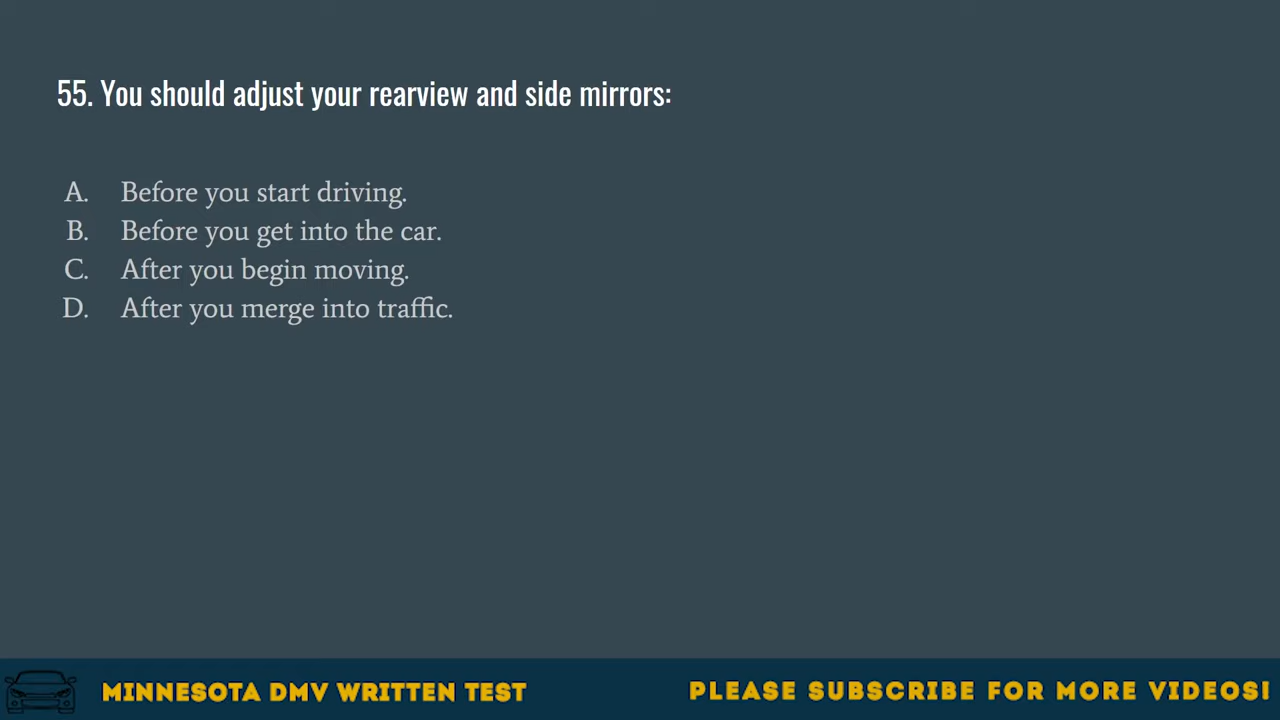 55. You should adjust your rearview and side mirrors:
A. Before you start driving.
B. Before you get into the car.
C. After you begin moving.
D. After you merge into traffic.
MINNESOTA DMV WRITTEN TEST
PLEASE SUBSCRIBE FOR MORE VIDEOS!